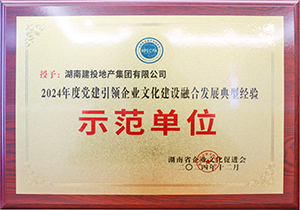 授予：湖南建投地产集团有限公司
2024年度党建引领企业文化建设融合发展典型经验
示范单位
湖南省企业文化促进会
二〇二四年十二月